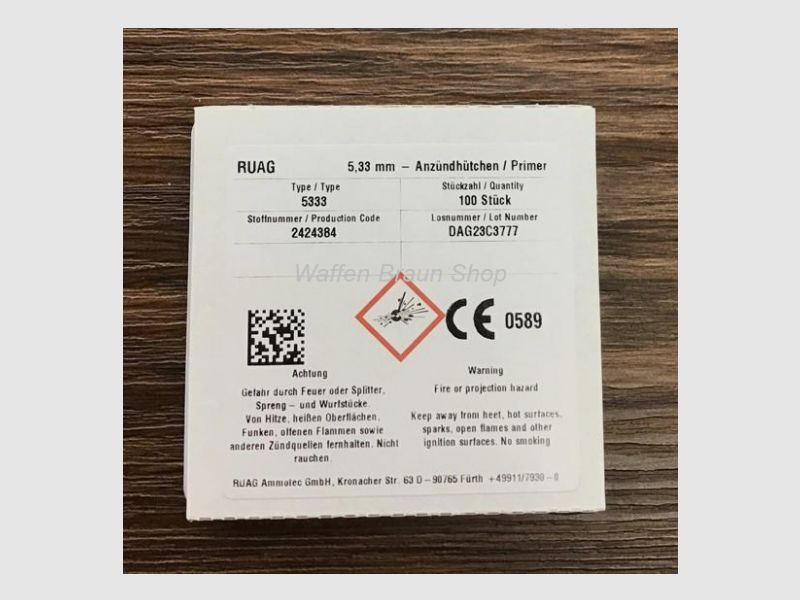 RUAG 5,33 mm – Anzündhütchen / Primer
Type / Type Stückzahl / Quantity
5333 100 Stück
Stoffnummer / Production Code Losnummer / Lot Number
2424384 DAG23C3777
Waffen Braun Shop
CE 0589
Achtung
Gefahr durch Feuer oder Splitter,
Spreng – und Wurfstücke.
Von Hitze, heißen Oberflächen,
Funken, offenen Flammen sowie
anderen Zündquellen fernhalten. Nicht
rauchen.
Warning
Fire or projection hazard
Keep away from heet, hot surfaces,
sparks, open flames and other
ignition surfaces. No smoking
RUAG Ammotec GmbH, Kronacher Str. 63 D – 90765 Fürth +49911/7930 – 0